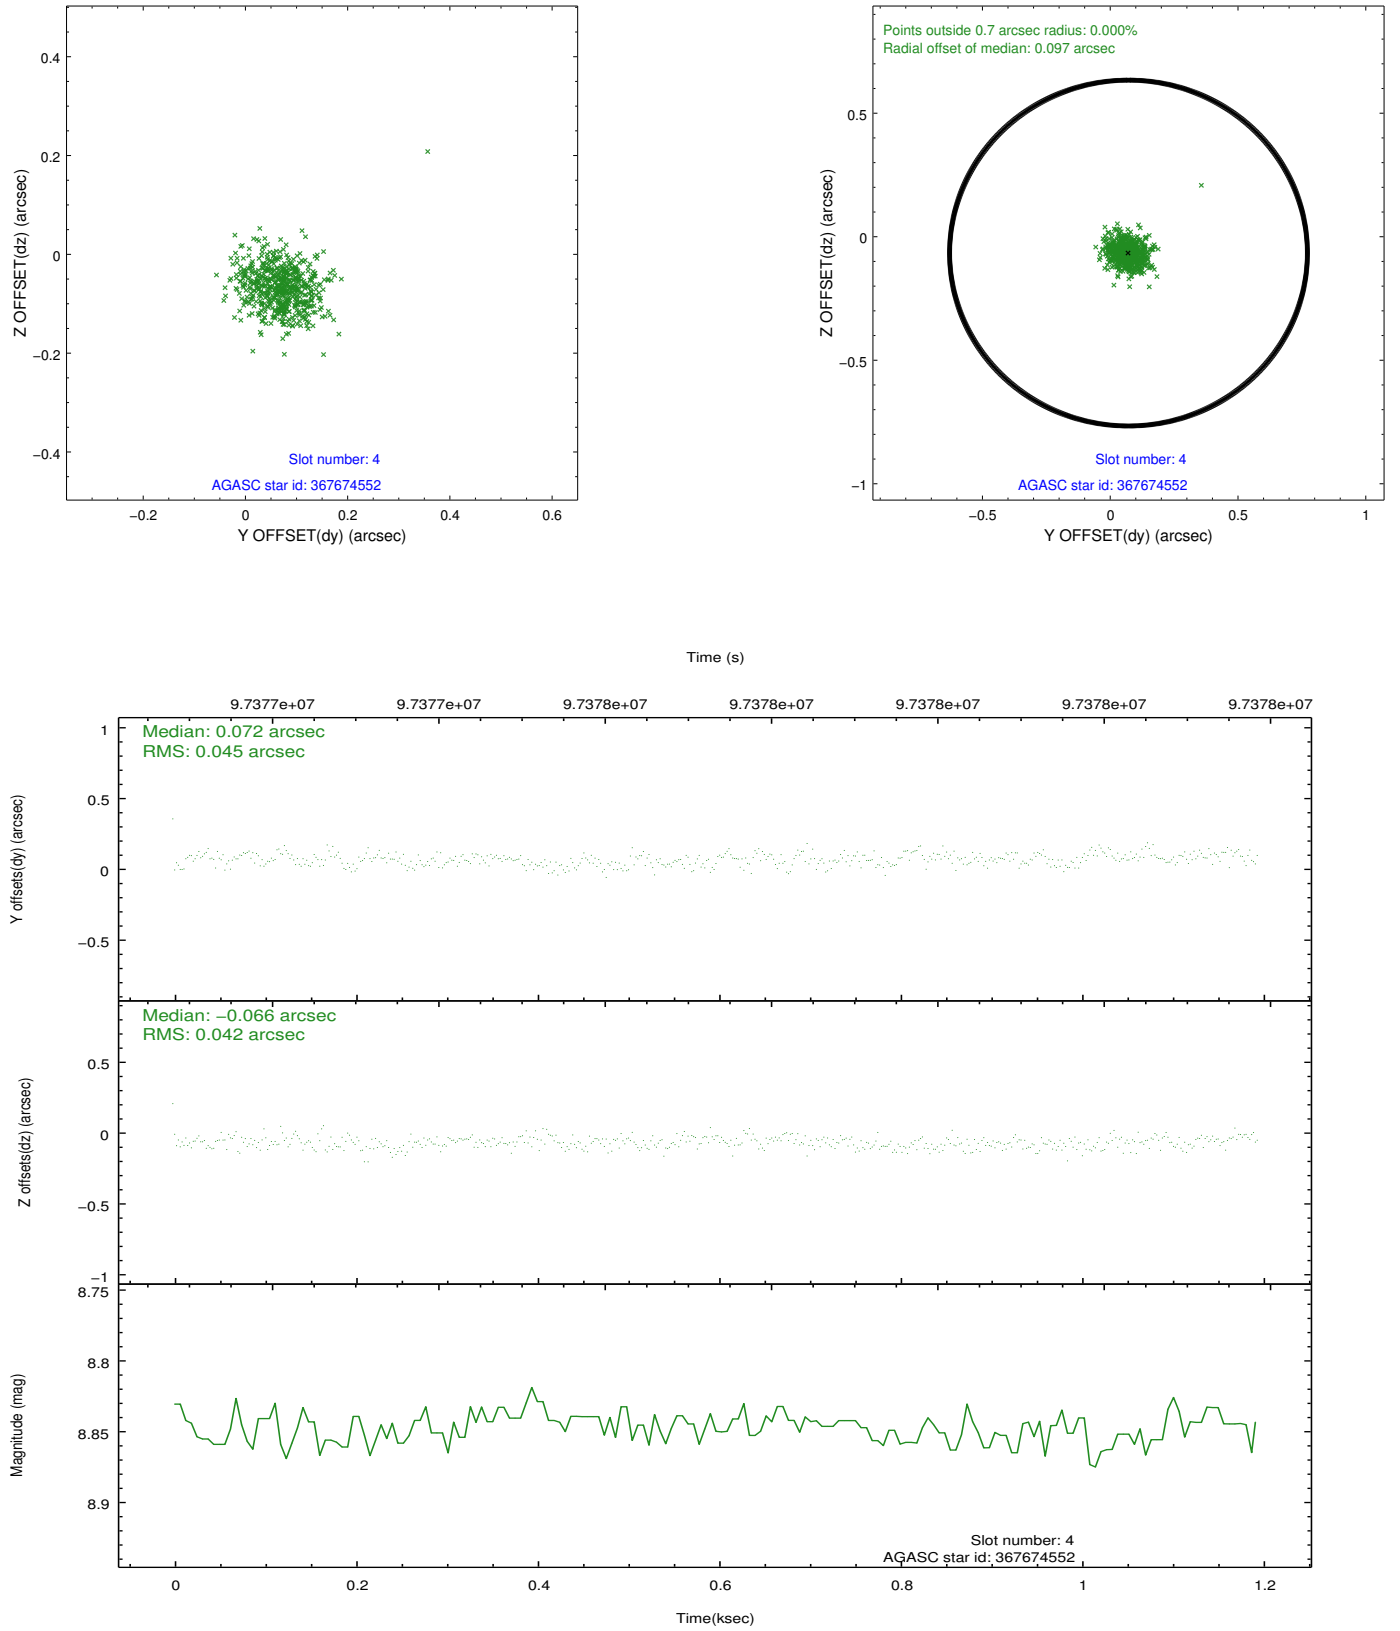 0.4
0.2
0
−0.2
−0.4
Z OFFSET(dz) (arcsec)
Slot number: 4
AGASC star id: 367674552
−0.2 0 0.2 0.4 0.6
Y OFFSET(dy) (arcsec)
Points outside 0.7 arcsec radius: 0.000%
Radial offset of median: 0.097 arcsec
0.5
0
−0.5
−1
Z OFFSET(dz) (arcsec)
Slot number: 4
AGASC star id: 367674552
−0.5 0 0.5 1
Y OFFSET(dy) (arcsec)
Time (s)
9.7377e+07 9.7377e+07 9.7378e+07 9.7378e+07 9.7378e+07 9.7378e+07 9.7378e+07
Median: 0.072 arcsec
RMS: 0.045 arcsec
1
0.5
0
−0.5
Y offsets(dy) (arcsec)
Median: −0.066 arcsec
RMS: 0.042 arcsec
0.5
0
−0.5
−1
Z offsets(dz) (arcsec)
8.75
8.8
8.85
8.9
Magnitude (mag)
Slot number: 4
AGASC star id: 367674552
0 0.2 0.4 0.6 0.8 1 1.2
Time(ksec)